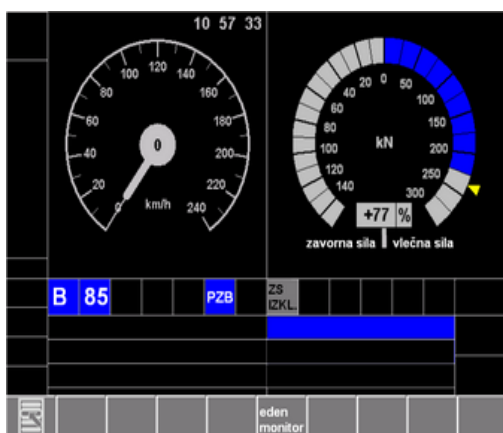 10 57 33
120
100 140
80 160
60 180
40 200
20 220
0 240
0
km/h
20 0 50
40 100
60
80 150
100 200
120 250
140 300
kN
+77 %
zavorna sila vlečna sila
B 85 PZB ZS
IZKL.
eden
monitor